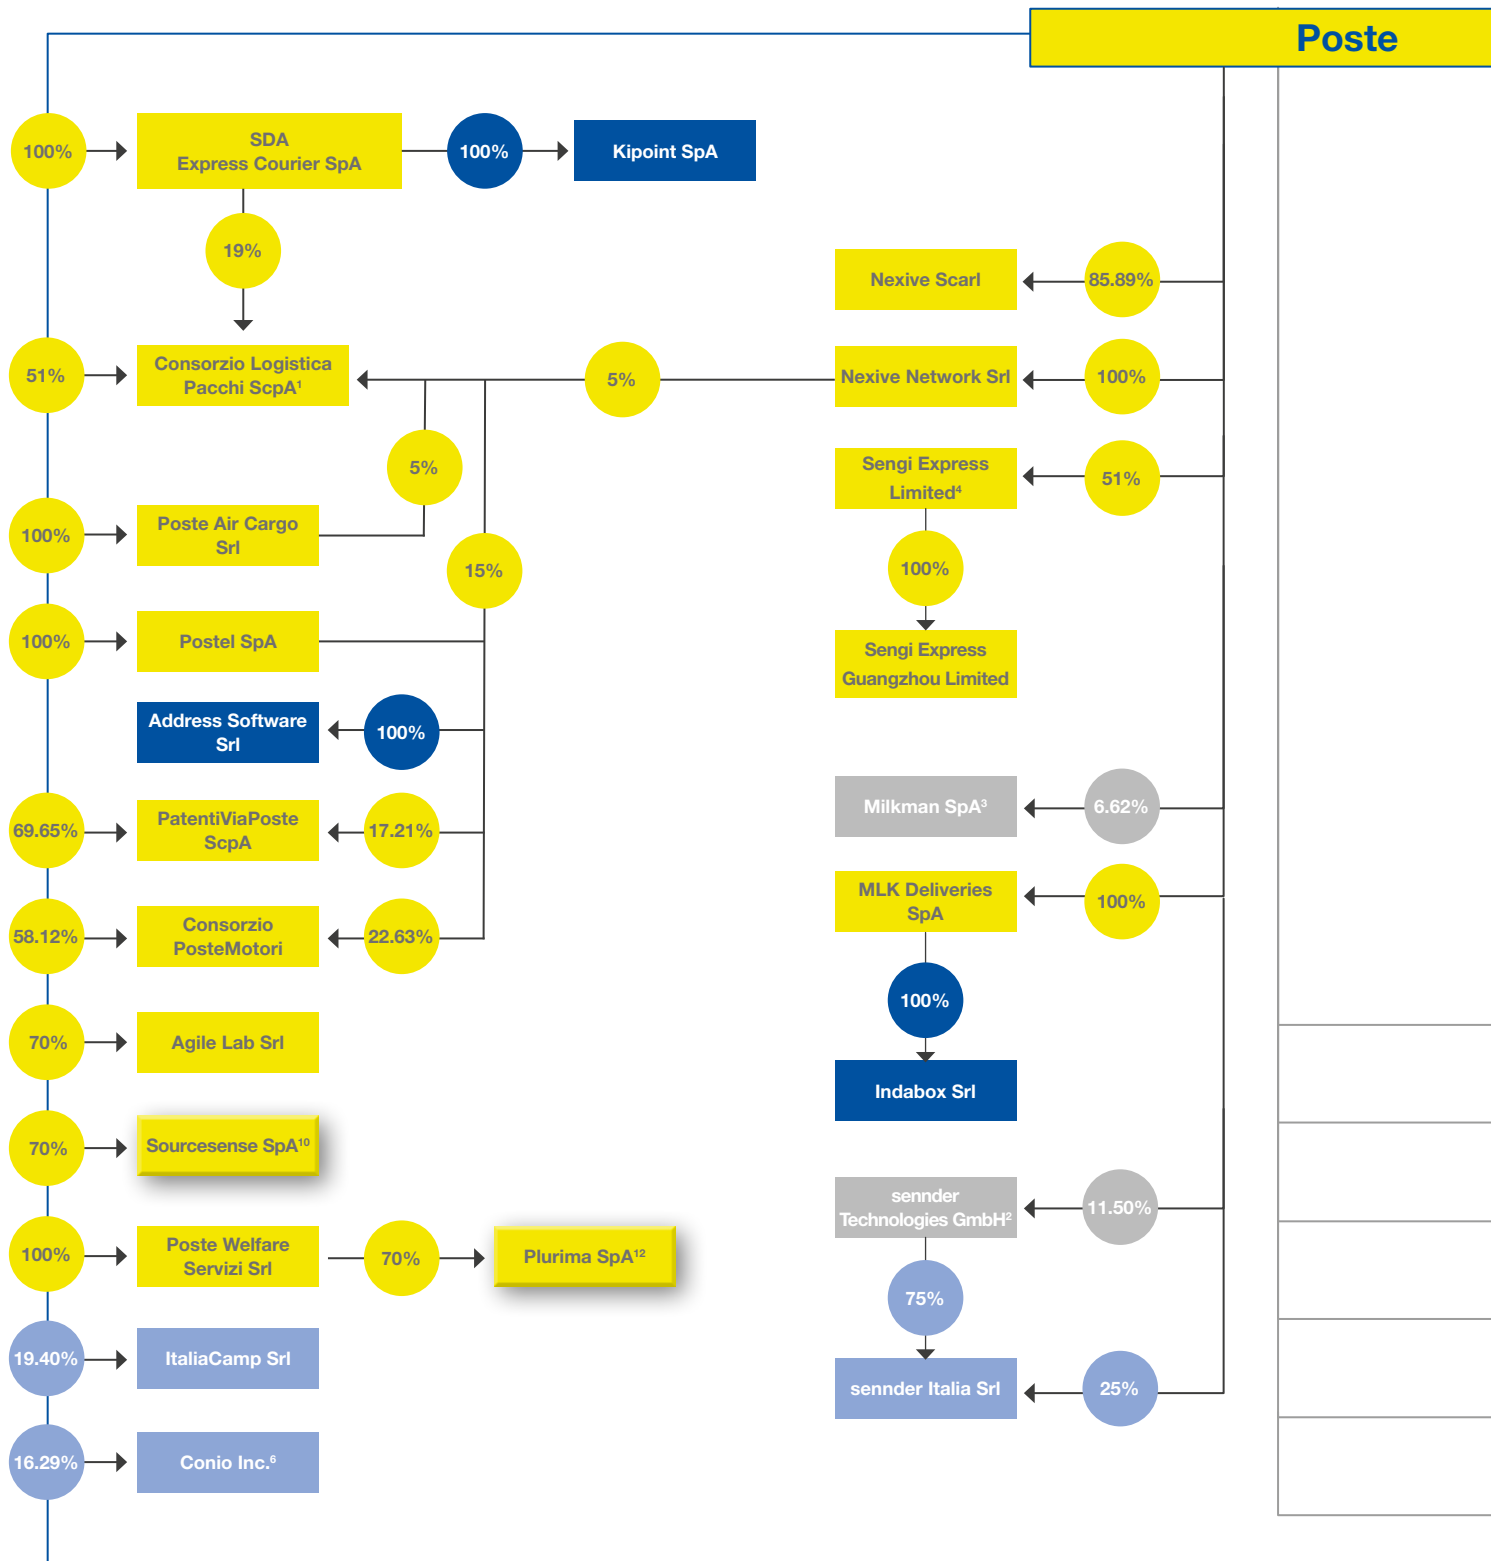 Poste
100%
SDA
Express Courier SpA
100%
Kipoint SpA
19%
Nexive Scarl
85.89%
51%
Consorzio Logistica
Pacchi ScpA¹
5%
Nexive Network Srl
100%
5%
Sengi Express
Limited⁴
51%
100%
Poste Air Cargo
Srl
15%
100%
100%
Postel SpA
Sengi Express
Guangzhou Limited
Address Software
Srl
100%
69.65%
PatentiViaPoste
ScpA
17.21%
Milkman SpA³
6.62%
58.12%
Consorzio
PosteMotori
22.63%
MLK Deliveries
SpA
100%
100%
70%
Agile Lab Srl
Indabox Srl
70%
Sourcesense SpA¹⁰
sennder
Technologies GmbH²
11.50%
100%
Poste Welfare
Servizi Srl
70%
Plurima SpA¹²
75%
19.40%
ItaliaCamp Srl
sennder Italia Srl
25%
16.29%
Conio Inc.⁶